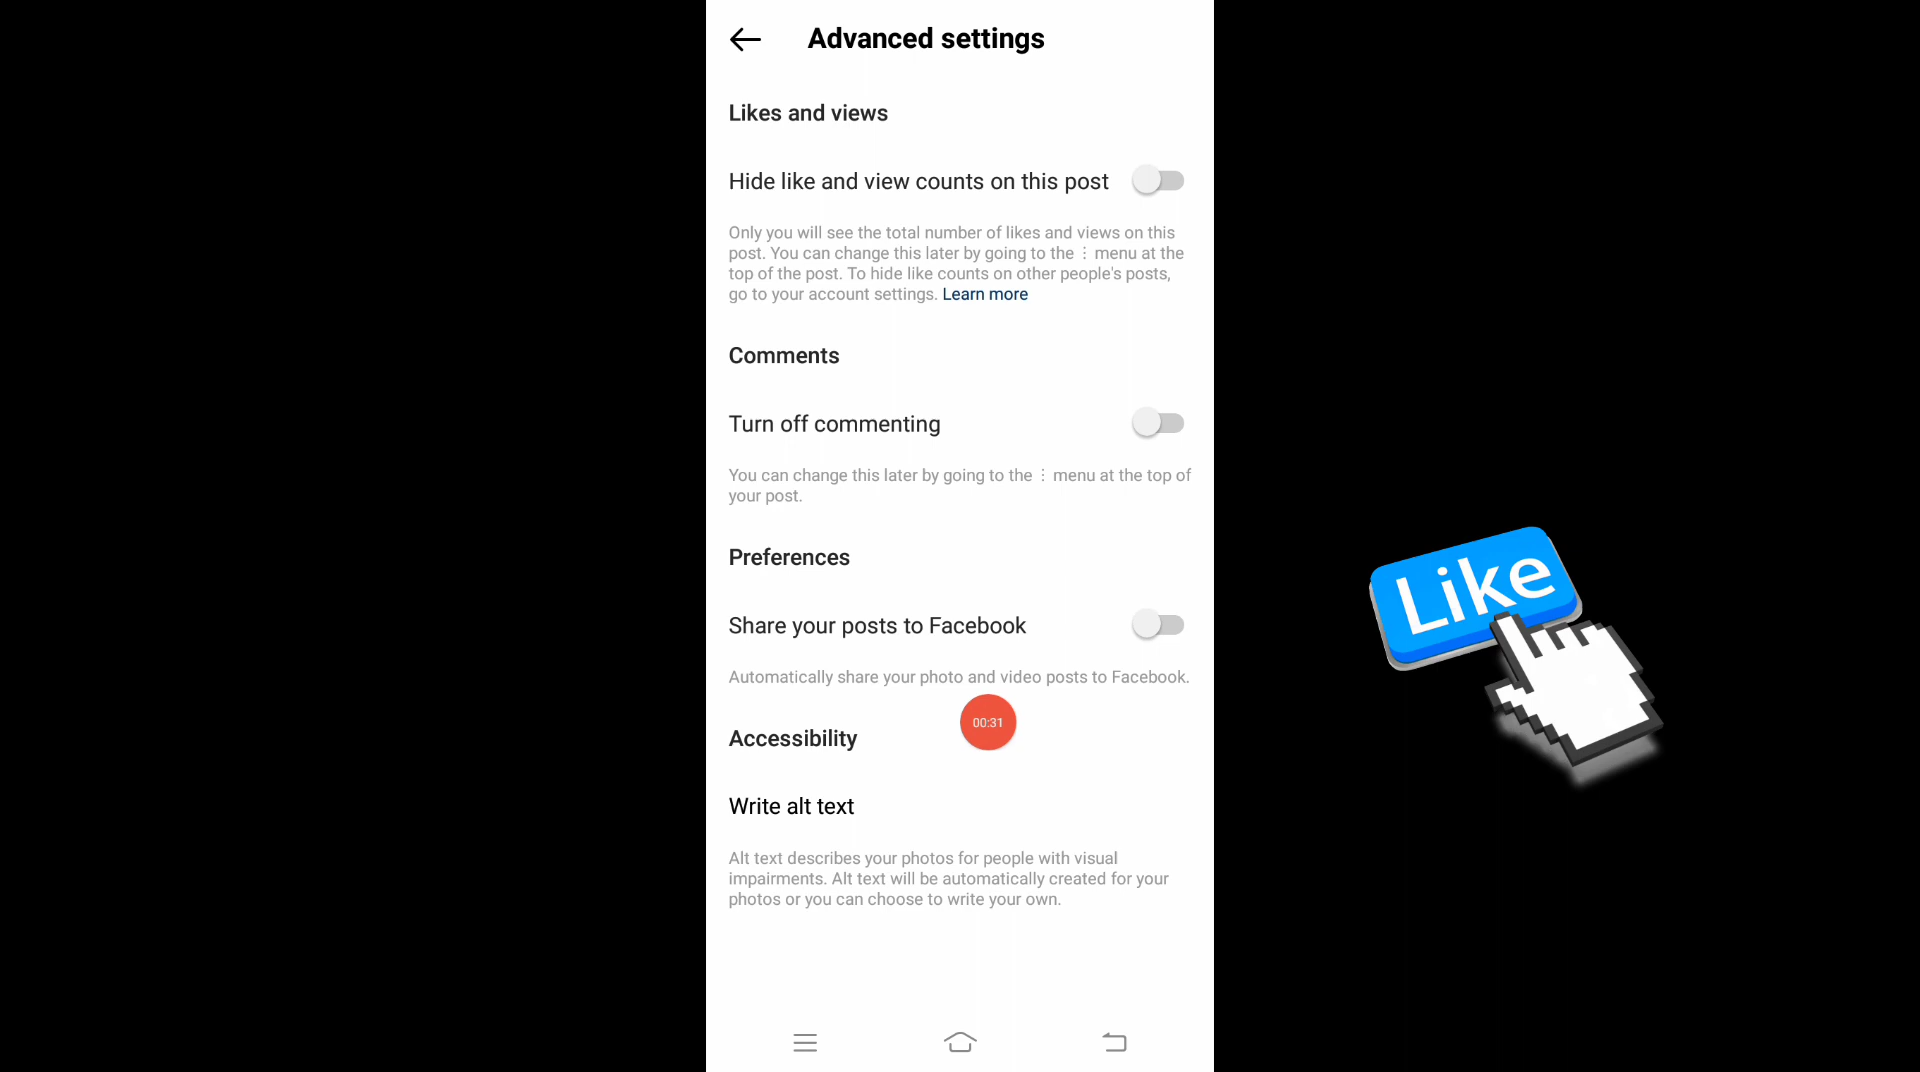 Advanced settings
Likes and views
Hide like and view counts on this post
Only you will see the total number of likes and views on this
post. You can change this later by going to the ⋮ menu at the
top of the post. To hide like counts on other people's posts,
go to your account settings. Learn more
Comments
Turn off commenting
You can change this later by going to the ⋮ menu at the top of
your post.
Preferences
Share your posts to Facebook
Automatically share your photo and video posts to Facebook.
00:31
Accessibility
Write alt text
Alt text describes your photos for people with visual
impairments. Alt text will be automatically created for your
photos or you can choose to write your own.
Like